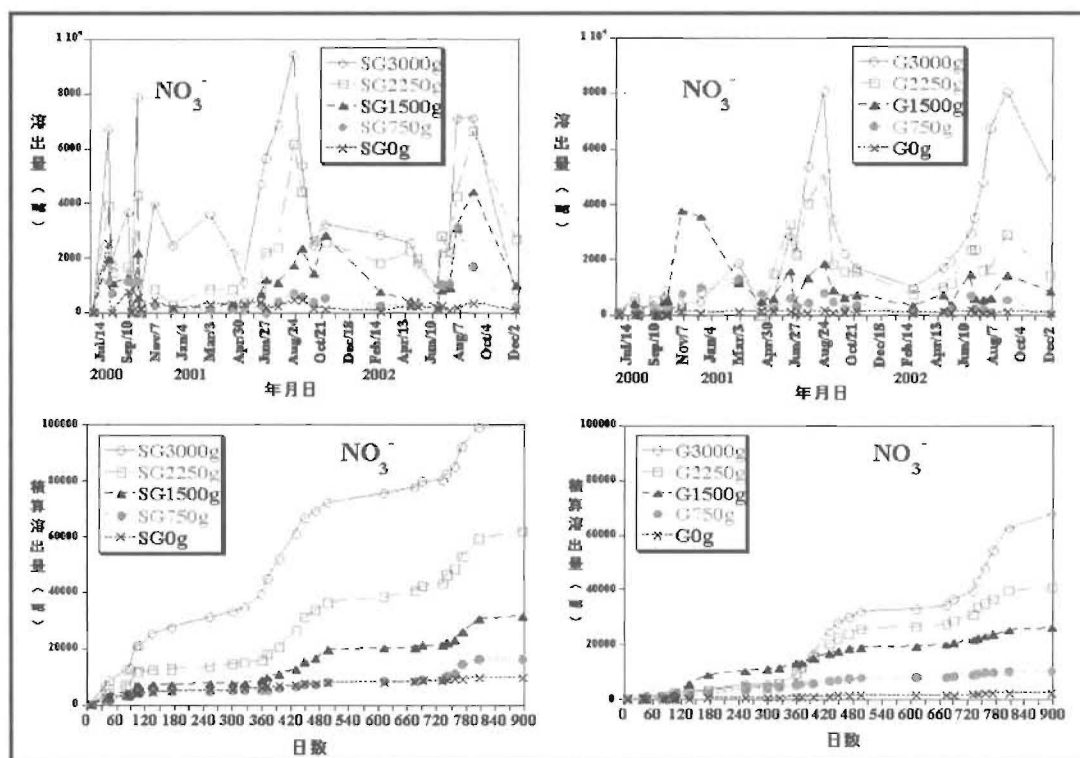 1 10⁴
8000
6000
4000
2000
0
流出量(
)
NO₃⁻
SG3000g
SG2250g
SG1500g
SG750g
SG0g
Jul/14
Sep/10
Nov/7
Jan/4
Mar/3
Apr/30
Jun/27
Aug/24
Oct/21
Dec/18
Feb/14
Apr/13
Jun/10
Aug/7
Oct/4
Dec/2
2000
2001
2002
年月日
1 10⁴
8000
6000
4000
2000
0
流出量(
)
NO₃⁻
G3000g
G2250g
G1500g
G750g
G0g
Jul/14
Sep/10
Nov/7
Jan/4
Mar/3
Apr/30
Jun/27
Aug/24
Oct/21
Dec/18
Feb/14
Apr/13
Jun/10
Aug/7
Oct/4
Dec/2
2000
2001
2002
年月日
100000
80000
60000
40000
20000
0
積算流出量(
)
NO₃⁻
SG3000g
SG2250g
SG1500g
SG750g
SG0g
0 60 120 180 240 300 360 420 480 540 600 660 720 780 840 900
日数
100000
80000
60000
40000
20000
0
積算流出量(
)
NO₃⁻
G3000g
G2250g
G1500g
G750g
G0g
0 60 120 180 240 300 360 420 480 540 600 660 720 780 840 900
日数